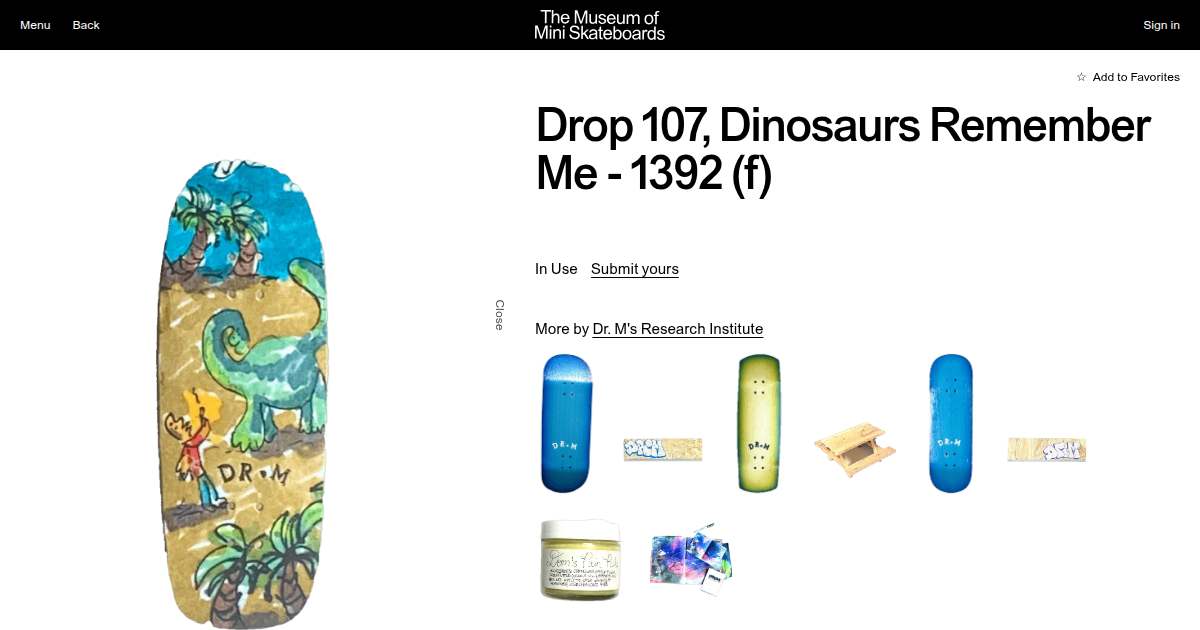 Menu
Back
The Museum of
Mini Skateboards
Sign in
☆ Add to Favorites
Drop 107, Dinosaurs Remember
Me - 1392 (f)
In Use
Submit yours
Close
More by Dr. M's Research Institute
DR•M
DR•M
DR•M
DR•M